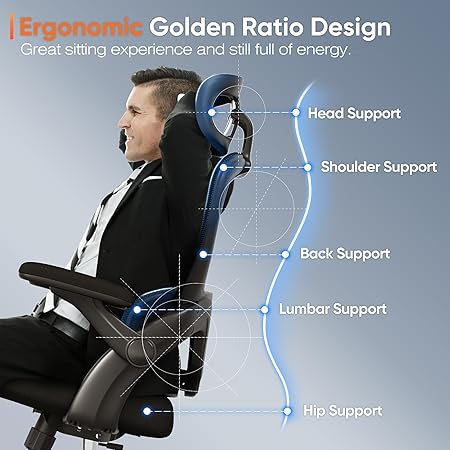 Ergonomic Golden Ratio Design
Great sitting experience and still full of energy.
Head Support
Shoulder Support
Back Support
Lumbar Support
Hip Support